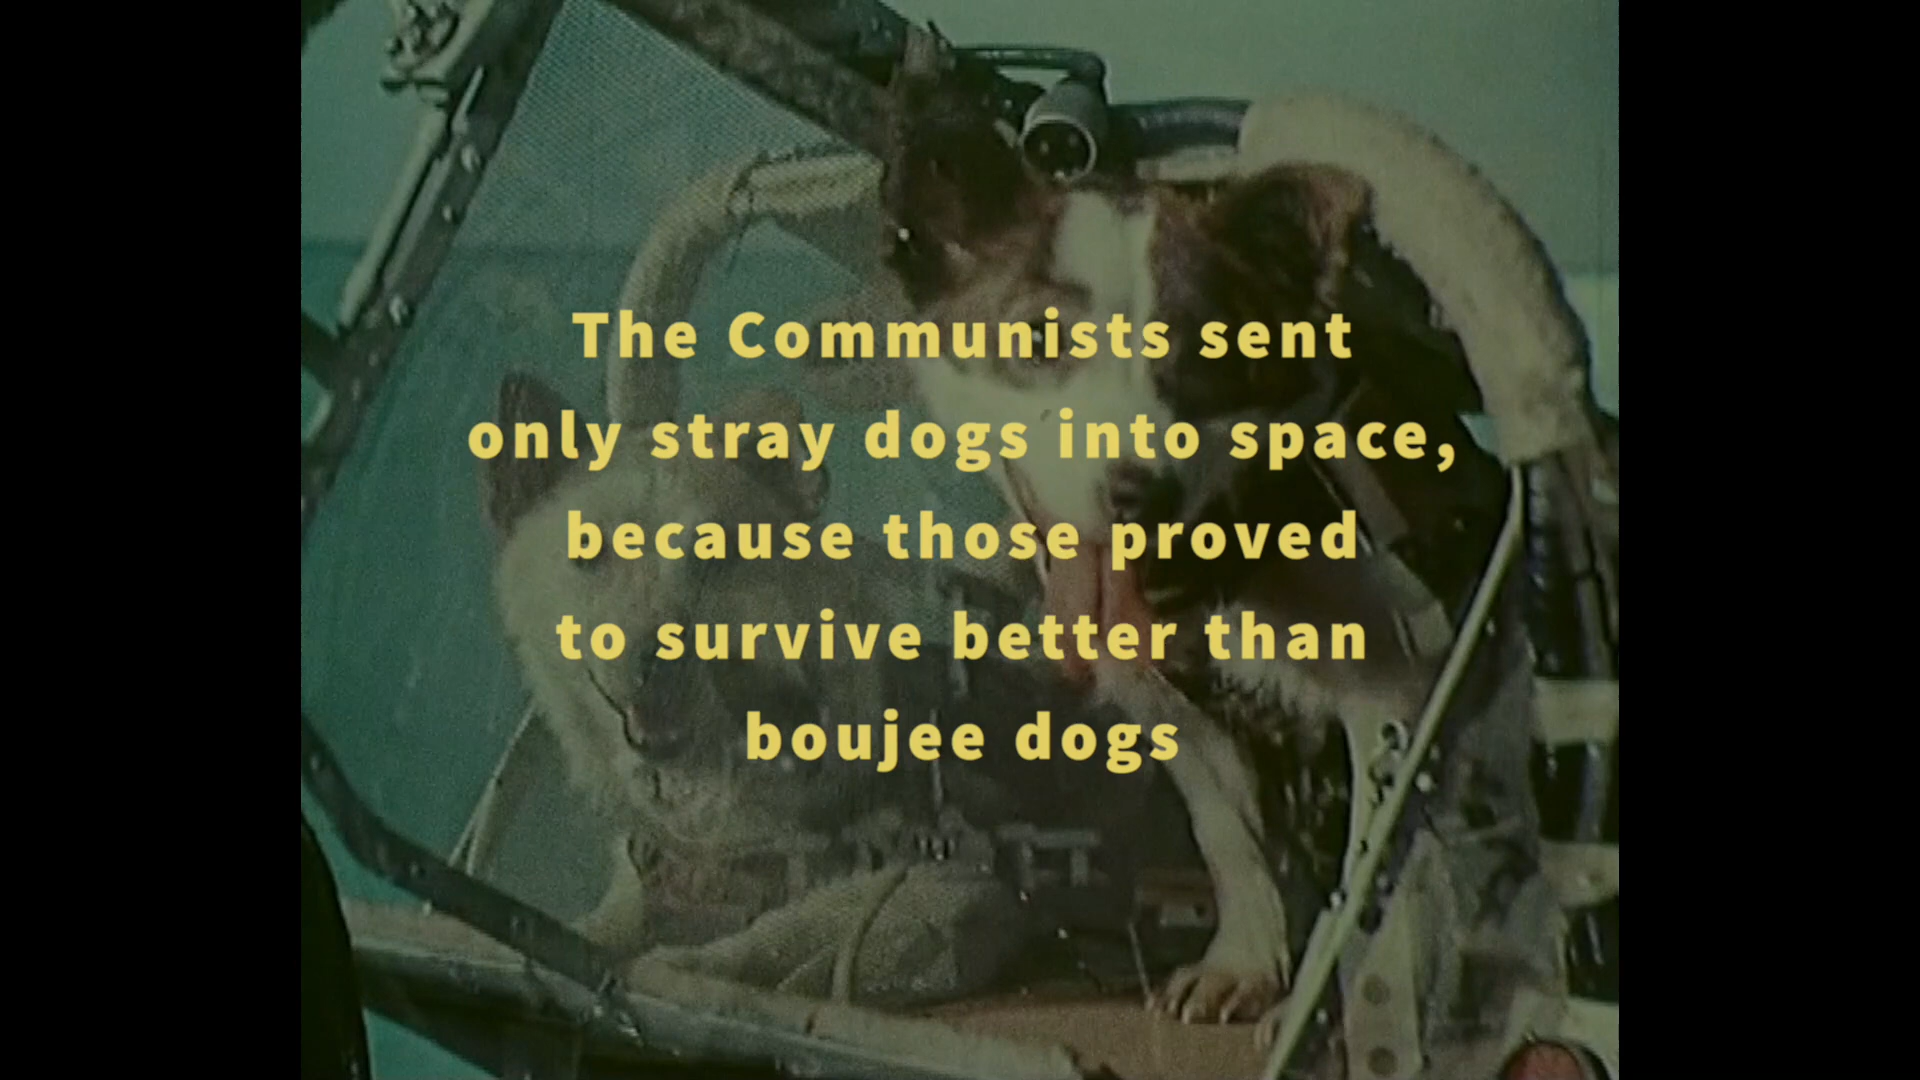 The Communists sent
only stray dogs into space,
because those proved
to survive better than
boujee dogs